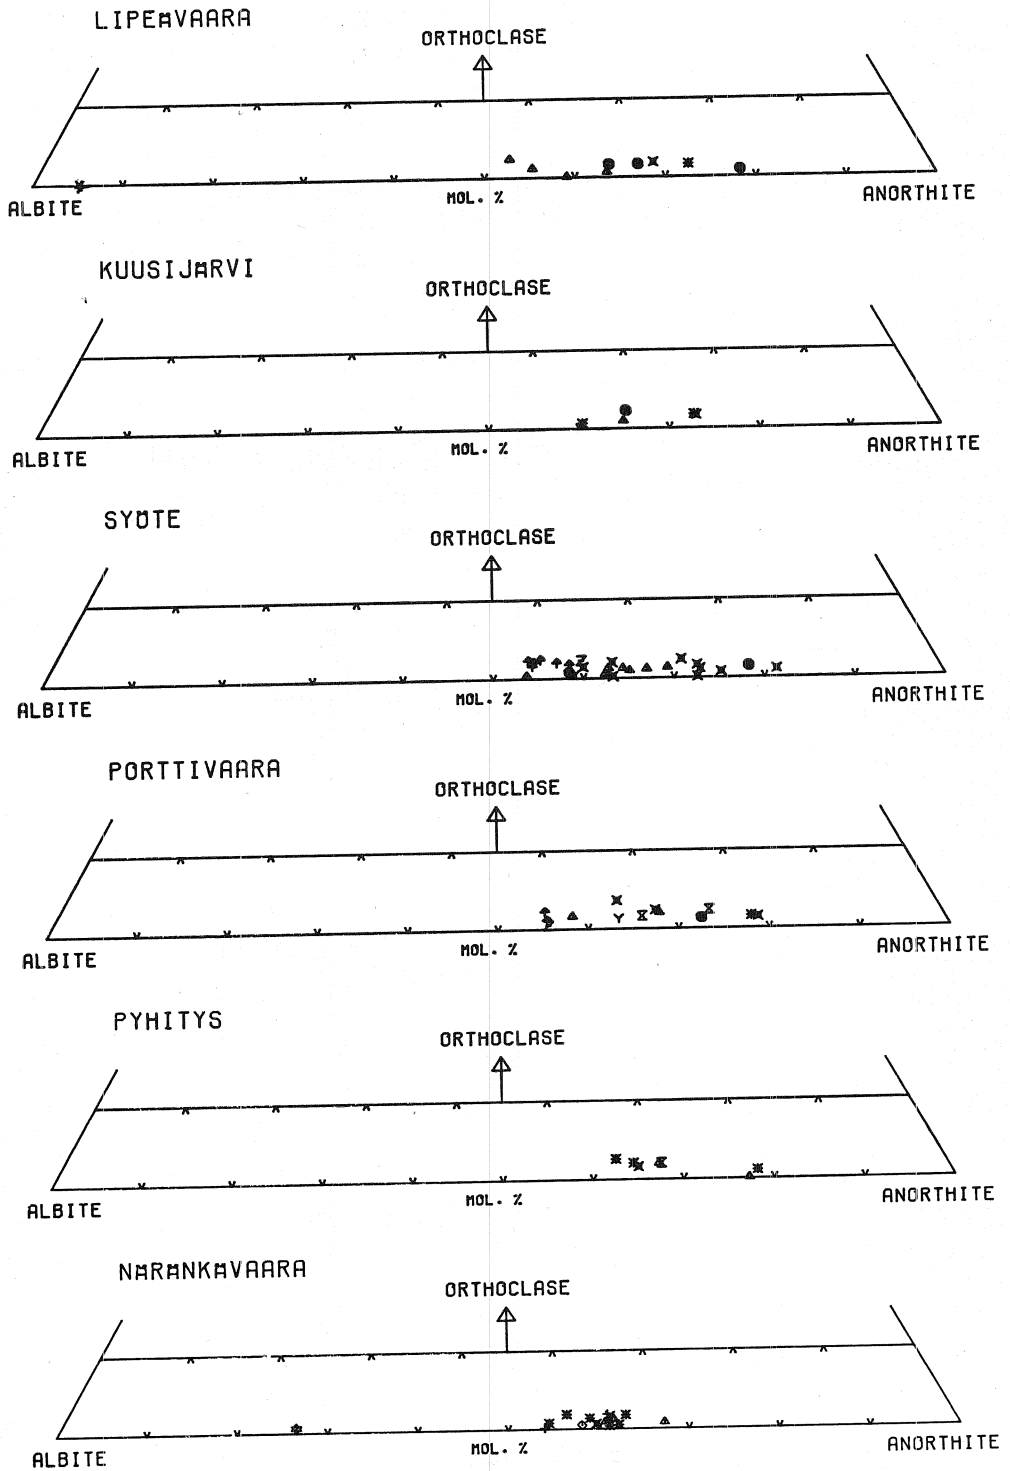 LIPEÄVAARA
ORTHOCLASE
ALBITE
MOL. %
ANORTHITE
KUUSIJÄRVI
ORTHOCLASE
ALBITE
MOL. %
ANORTHITE
SYÖTE
ORTHOCLASE
ALBITE
MOL. %
ANORTHITE
PORTTIVAARA
ORTHOCLASE
ALBITE
MOL. %
ANORTHITE
PYHITYS
ORTHOCLASE
ALBITE
MOL. %
ANORTHITE
NÄRÄNKÄVAARA
ORTHOCLASE
ALBITE
MOL. %
ANORTHITE